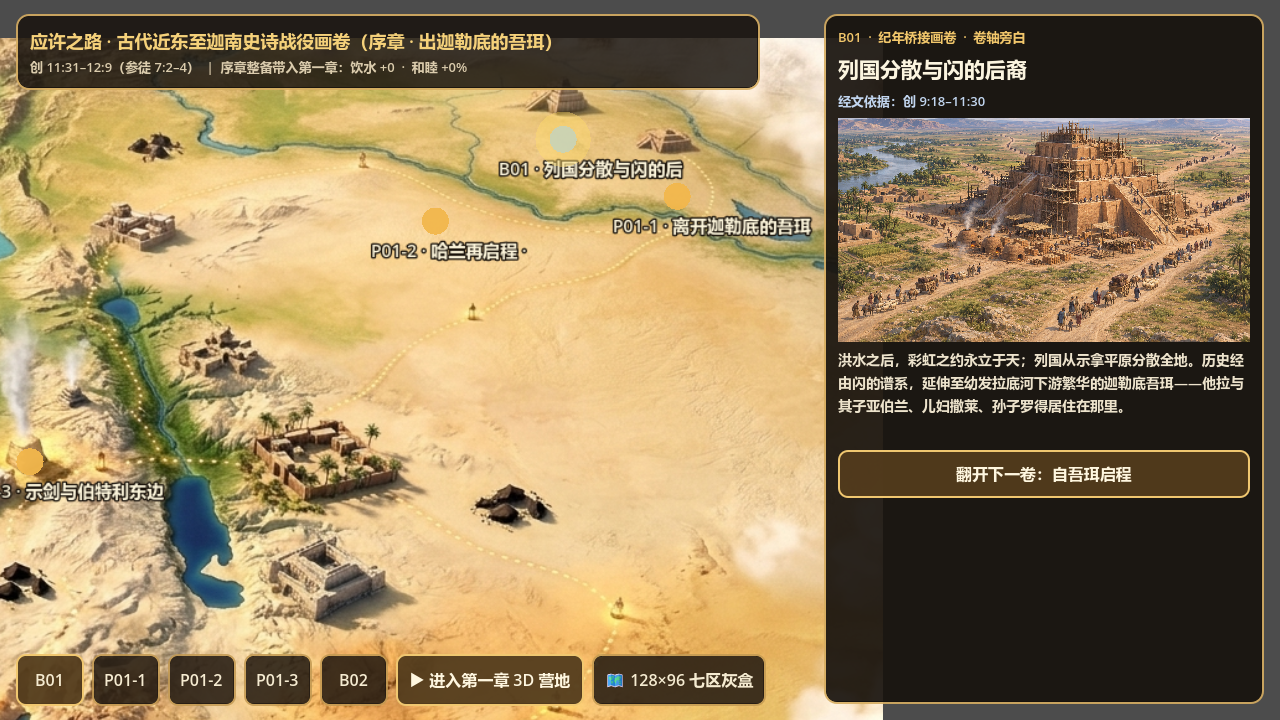 应许之路 · 古代近东至迦南史诗战役画卷（序章 · 出迦勒底的吾珥）
创 11:31–12:9（参徒 7:2–4） ｜ 序章整备带入第一章：饮水 +0 · 和睦 +0%
B01 · 列国分散与闪的后
P01-1 · 离开迦勒底的吾珥
P01-2 · 哈兰再启程 ·
3 · 示剑与伯特利东边
B01
P01-1
P01-2
P01-3
B02
▶ 进入第一章 3D 营地
128×96 七区灰盒
B01 · 纪年桥接画卷 · 卷轴旁白
列国分散与闪的后裔
经文依据：创 9:18–11:30
洪水之后，彩虹之约永立于天；列国从示拿平原分散全地。历史经
由闪的谱系，延伸至幼发拉底河下游繁华的迦勒底吾珥——他拉与
其子亚伯兰、儿妇撒莱、孙子罗得居住在那里。
翻开下一卷：自吾珥启程